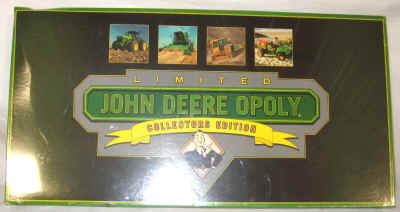 LIMITED
JOHN DEERE OPOLY.
COLLECTORS EDITION